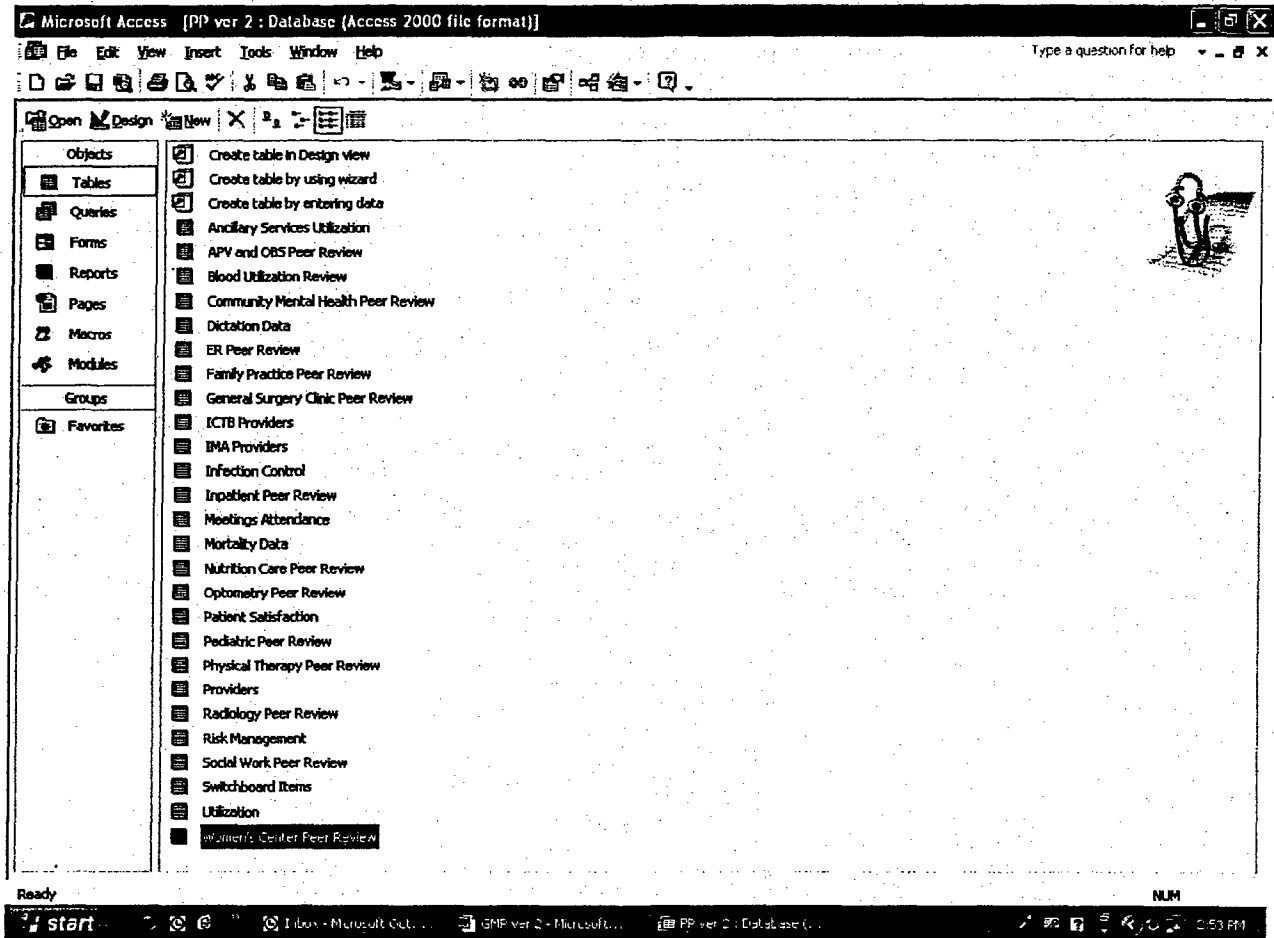 Microsoft Access [PP ver 2 : Database (Access 2000 file format)]
File Edit View Insert Tools Window Help Type a question for help
Open Design New
Objects
Tables
Queries
Forms
Reports
Pages
Macros
Modules
Groups
Favorites
Create table in Design view
Create table by using wizard
Create table by entering data
Ancillary Services Utilization
APV and OBS Peer Review
Blood Utilization Review
Community Mental Health Peer Review
Dictation Data
ER Peer Review
Family Practice Peer Review
General Surgery Clinic Peer Review
ICTB Providers
IMA Providers
Infection Control
Inpatient Peer Review
Meetings Attendance
Mortality Data
Nutrition Care Peer Review
Optometry Peer Review
Patient Satisfaction
Pediatric Peer Review
Physical Therapy Peer Review
Providers
Radiology Peer Review
Risk Management
Social Work Peer Review
Switchboard Items
Utilization
Women's Center Peer Review
Ready NUM
start Inbox - Microsoft Out... GMP ver 2 - Microsoft... PP ver 2 : Database (... 2:53 PM